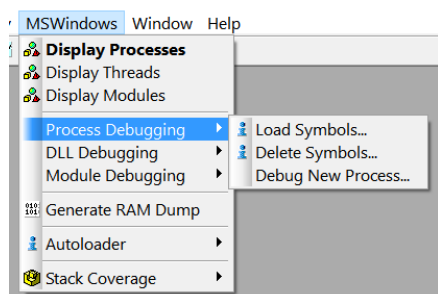 MSWindows Window Help
Display Processes
Display Threads
Display Modules
Process Debugging
Load Symbols...
DLL Debugging
Delete Symbols...
Module Debugging
Debug New Process...
Generate RAM Dump
Autoloader
Stack Coverage